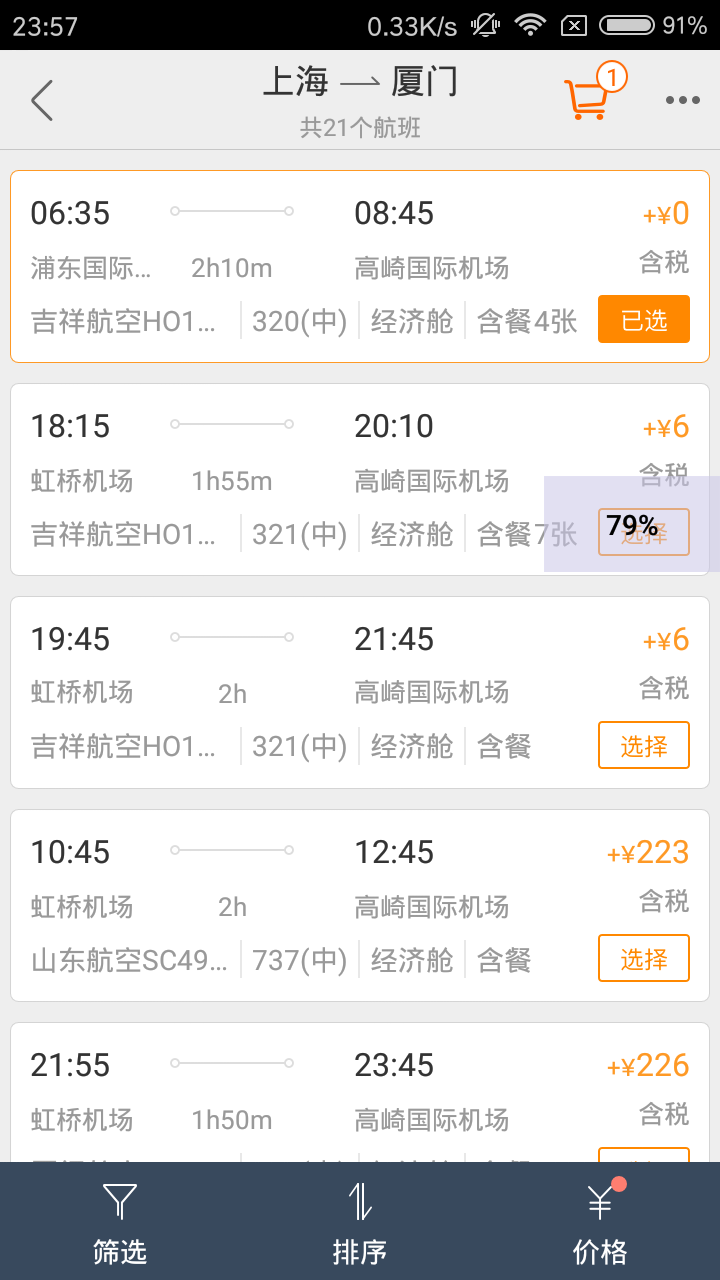 23:57 0.33K/s 91%
上海 厦门 1
共21个航班
06:35 08:45 +¥0
浦东国际... 2h10m 高崎国际机场 含税
吉祥航空HO1... 320(中) 经济舱 含餐4张 已选
18:15 20:10 +¥6
虹桥机场 1h55m 高崎国际机场 含税
吉祥航空HO1... 321(中) 经济舱 含餐7张 选择
79%
19:45 21:45 +¥6
虹桥机场 2h 高崎国际机场 含税
吉祥航空HO1... 321(中) 经济舱 含餐 选择
10:45 12:45 +¥223
虹桥机场 2h 高崎国际机场 含税
山东航空SC49... 737(中) 经济舱 含餐 选择
21:55 23:45 +¥226
虹桥机场 1h50m 高崎国际机场 含税
筛选 排序 价格